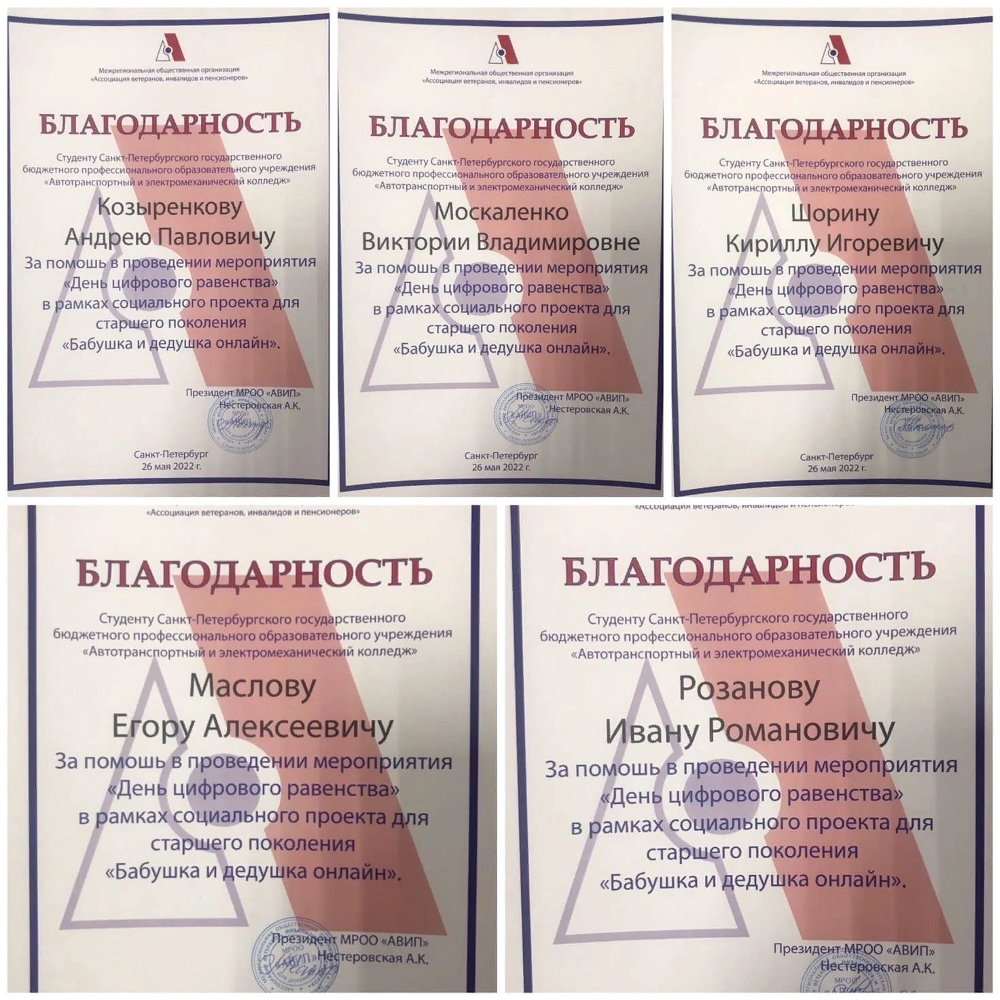 Межрегиональная общественная организация
«Ассоциация ветеранов, инвалидов и пенсионеров»
БЛАГОДАРНОСТЬ
Студенту Санкт-Петербургского государственного
бюджетного профессионального образовательного учреждения
«Автотранспортный и электромеханический колледж»
Козыренкову
Андрею Павловичу
За помошь в проведении мероприятия
«День цифрового равенства»
в рамках социального проекта для
старшего поколения
«Бабушка и дедушка онлайн».
Президент МРОО «АВИП»
Нестеровская А.К.
Санкт-Петербург
26 мая 2022 г.
Межрегиональная общественная организация
«Ассоциация ветеранов, инвалидов и пенсионеров»
БЛАГОДАРНОСТЬ
Студенту Санкт-Петербургского государственного
бюджетного профессионального образовательного учреждения
«Автотранспортный и электромеханический колледж»
Москаленко
Виктории Владимировне
За помошь в проведении мероприятия
«День цифрового равенства»
в рамках социального проекта для
старшего поколения
«Бабушка и дедушка онлайн».
Президент МРОО «АВИП»
Нестеровская А.К.
Санкт-Петербург
26 мая 2022 г.
Межрегиональная общественная организация
«Ассоциация ветеранов, инвалидов и пенсионеров»
БЛАГОДАРНОСТЬ
Студенту Санкт-Петербургского государственного
бюджетного профессионального образовательного учреждения
«Автотранспортный и электромеханический колледж»
Шорину
Кириллу Игоревичу
За помошь в проведении мероприятия
«День цифрового равенства»
в рамках социального проекта для
старшего поколения
«Бабушка и дедушка онлайн».
Президент МРОО «АВИП»
Нестеровская А.К.
Санкт-Петербург
26 мая 2022 г.
«Ассоциация ветеранов, инвалидов и пенсионеров»
БЛАГОДАРНОСТЬ
Студенту Санкт-Петербургского государственного
бюджетного профессионального образовательного учреждения
«Автотранспортный и электромеханический колледж»
Маслову
Егору Алексеевичу
За помошь в проведении мероприятия
«День цифрового равенства»
в рамках социального проекта для
старшего поколения
«Бабушка и дедушка онлайн».
Президент МРОО «АВИП»
Нестеровская А.К.
«Ассоциация ветеранов, инвалидов и пенсионеров»
БЛАГОДАРНОСТЬ
Студенту Санкт-Петербургского государственного
бюджетного профессионального образовательного учреждения
«Автотранспортный и электромеханический колледж»
Розанову
Ивану Романовичу
За помошь в проведении мероприятия
«День цифрового равенства»
в рамках социального проекта для
старшего поколения
«Бабушка и дедушка онлайн».
Президент МРОО «АВИП»
Нестеровская А.К.